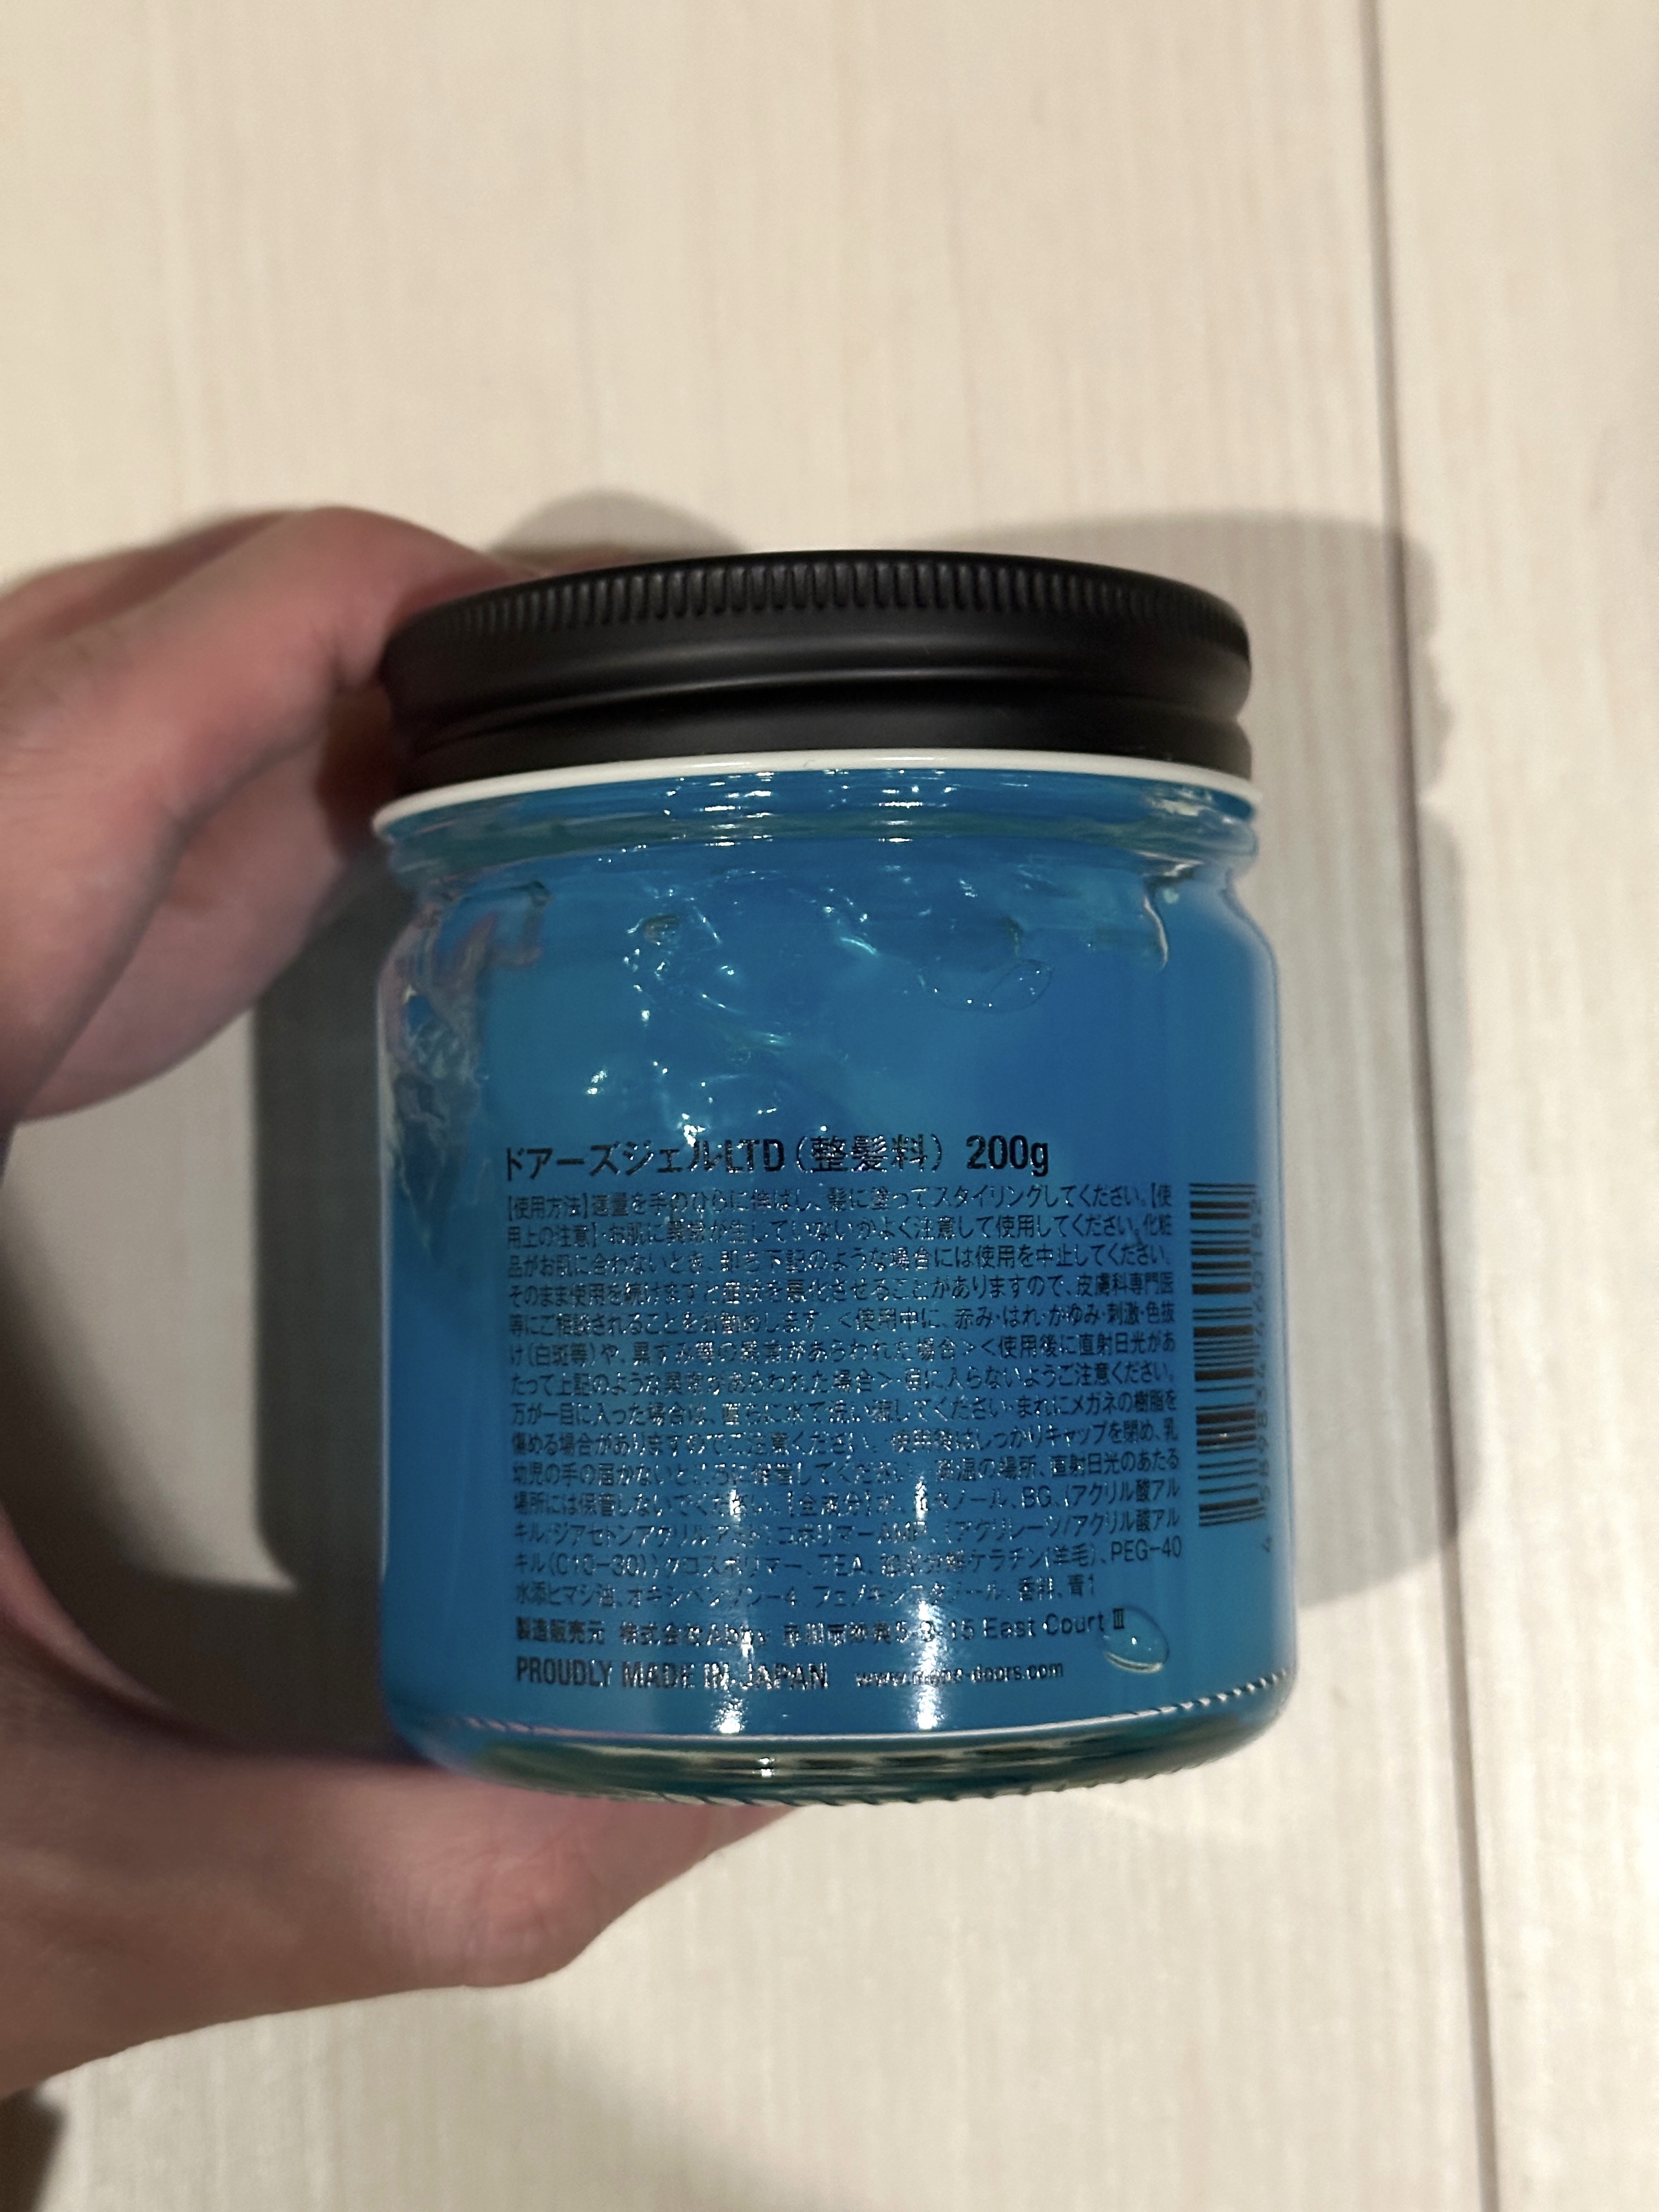 ドアーズジェルLTD(整髪料) 200g
【使用方法】適量を手のひらに伸ばし、髪に塗ってスタイリングしてください。【使
用上の注意】・お肌に異常が生じていないかよく注意して使用してください。化粧
品がお肌に合わないとき、即ち下記のような場合には使用を中止してください。
そのまま使用を続けますと症状を悪化させることがありますので、皮膚科専門医
等にご相談されることをお勧めします。<使用中に、赤み・はれ・かゆみ・刺激・色抜
け(白斑等)や、黒ずみ等の異常があらわれた場合><使用後に直射日光があ
たって上記のような異常があらわれた場合>・目に入らないようご注意ください。
万が一目に入った場合は、直ちに水で洗い流してください・まれにメガネの樹脂を
傷める場合がありますのでご注意ください。・使用後はしっかりキャップを閉め、乳
幼児の手の届かないところに保管してください。・高温の場所、直射日光のあたる
場所には保管しないでください。【全成分】水、エタノール、BG、(アクリル酸アル
キル/ジアセトンアクリルアミド)コポリマーAMP、(アクリレーツ/アクリル酸アル
キル(C10-30))クロスポリマー、TEA、加水分解ケラチン(羊毛)、PEG-40
水添ヒマシ油、オキシベンゾン-4、フェノキシエタノール、香料、青1
製造販売元 株式会社 East Court Ⅲ
PROUDLY MADE IN JAPAN